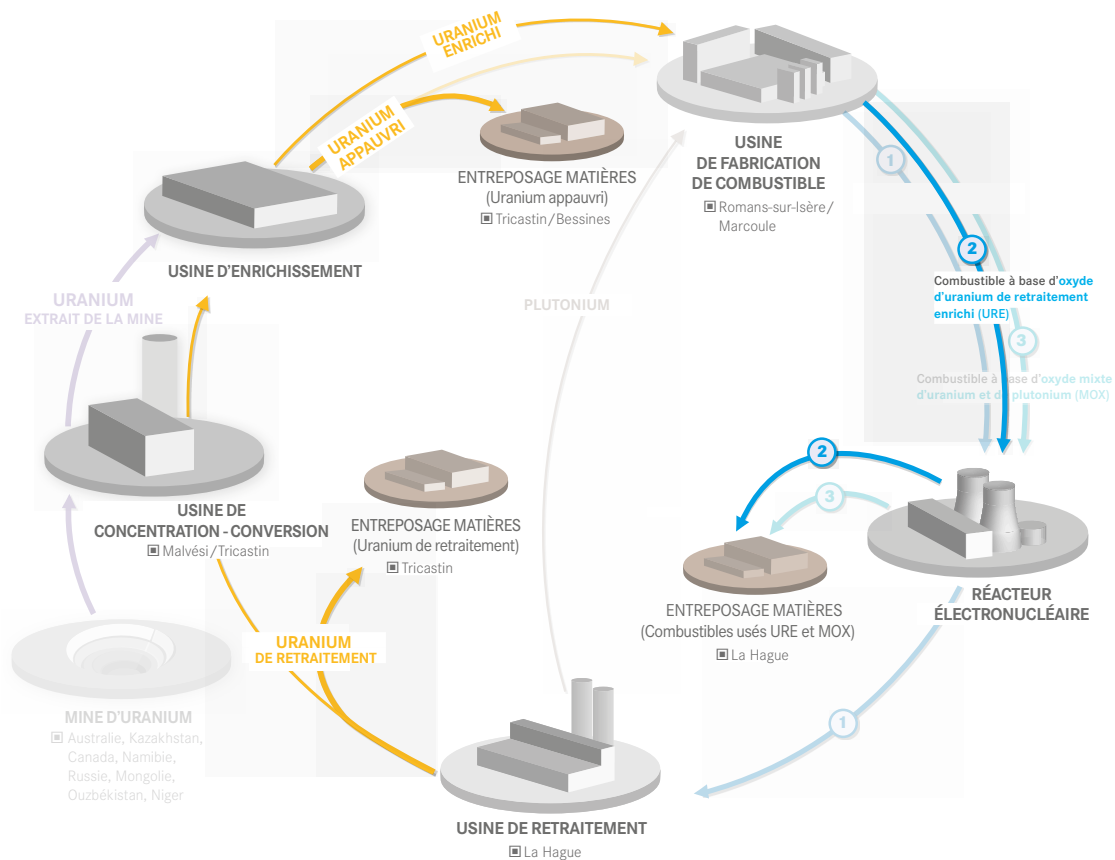 URANIUM
ENRICHI
URANIUM
APPAUVRI
ENTREPOSAGE MATIÈRES
(Uranium appauvri)
Tricastin/Bessines
USINE
DE FABRICATION
DE COMBUSTIBLE
Romans-sur-Isère/
Marcoule
1
2
Combustible à base d'oxyde
d'uranium de retraitement
enrichi (URE)
3
Combustible à base d'oxyde mixte
d'uranium et de plutonium (MOX)
USINE D'ENRICHISSEMENT
URANIUM
EXTRAIT DE LA MINE
PLUTONIUM
USINE DE
CONCENTRATION - CONVERSION
Malvési/Tricastin
ENTREPOSAGE MATIÈRES
(Uranium de retraitement)
Tricastin
2
3
ENTREPOSAGE MATIÈRES
(Combustibles usés URE et MOX)
La Hague
RÉACTEUR
ÉLECTRONUCLÉAIRE
URANIUM
DE RETRAITEMENT
MINE D'URANIUM
Australie, Kazakhstan,
Canada, Namibie,
Russie, Mongolie,
Ouzbékistan, Niger
1
USINE DE RETRAITEMENT
La Hague